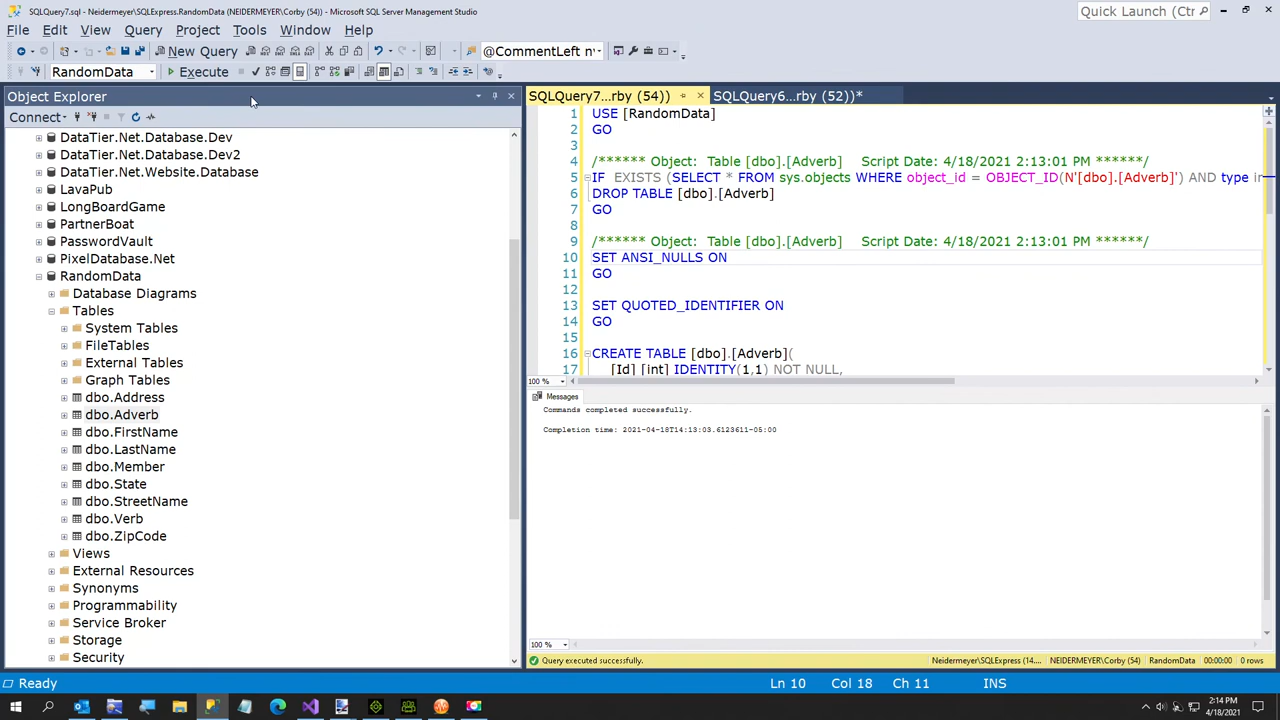 SQLQuery7.sql - Neidermeyer\SQLExpress.RandomData (NEIDERMEYER\Corby (54)) - Microsoft SQL Server Management Studio
Quick Launch (Ctr
File Edit View Query Project Tools Window Help
New Query
@CommentLeft n
RandomData
Execute
Object Explorer
Connect
DataTier.Net.Database.Dev
DataTier.Net.Database.Dev2
DataTier.Net.Website.Database
LavaPub
LongBoardGame
PartnerBoat
PasswordVault
PixelDatabase.Net
RandomData
Database Diagrams
Tables
System Tables
FileTables
External Tables
Graph Tables
dbo.Address
dbo.Adverb
dbo.FirstName
dbo.LastName
dbo.Member
dbo.State
dbo.StreetName
dbo.Verb
dbo.ZipCode
Views
External Resources
Synonyms
Programmability
Service Broker
Storage
Security
SQLQuery7...rby (54)) SQLQuery6...rby (52))*
1 USE [RandomData]
2 GO
3
4 /****** Object: Table [dbo].[Adverb] Script Date: 4/18/2021 2:13:01 PM ******/
5 IF EXISTS (SELECT * FROM sys.objects WHERE object_id = OBJECT_ID(N'[dbo].[Adverb]') AND type in
6 DROP TABLE [dbo].[Adverb]
7 GO
8
9 /****** Object: Table [dbo].[Adverb] Script Date: 4/18/2021 2:13:01 PM ******/
10 SET ANSI_NULLS ON
11 GO
12
13 SET QUOTED_IDENTIFIER ON
14 GO
15
16 CREATE TABLE [dbo].[Adverb](
17 [Id] [int] IDENTITY(1,1) NOT NULL,
100 %
Messages
Commands completed successfully.
Completion time: 2021-04-18T14:13:03.6123611-05:00
100 %
Query executed successfully. Neidermeyer\SQLExpress (14.... NEIDERMEYER\Corby (54) RandomData 00:00:00 0 rows
Ready Ln 10 Col 18 Ch 11 INS
2:14 PM
4/18/2021